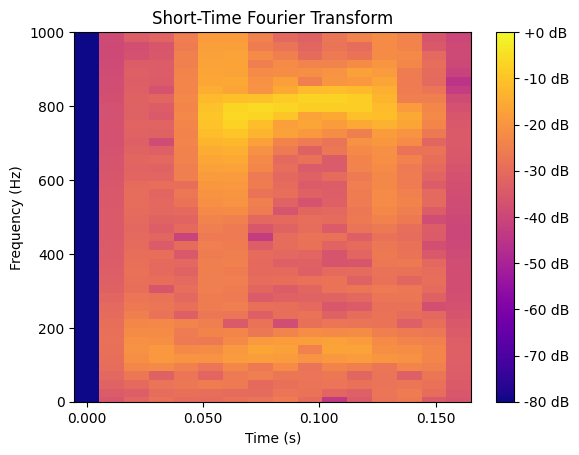 Short-Time Fourier Transform
1000
800
600
400
200
0
Frequency (Hz)
0.000
0.050
0.100
0.150
Time (s)
+0 dB
-10 dB
-20 dB
-30 dB
-40 dB
-50 dB
-60 dB
-70 dB
-80 dB